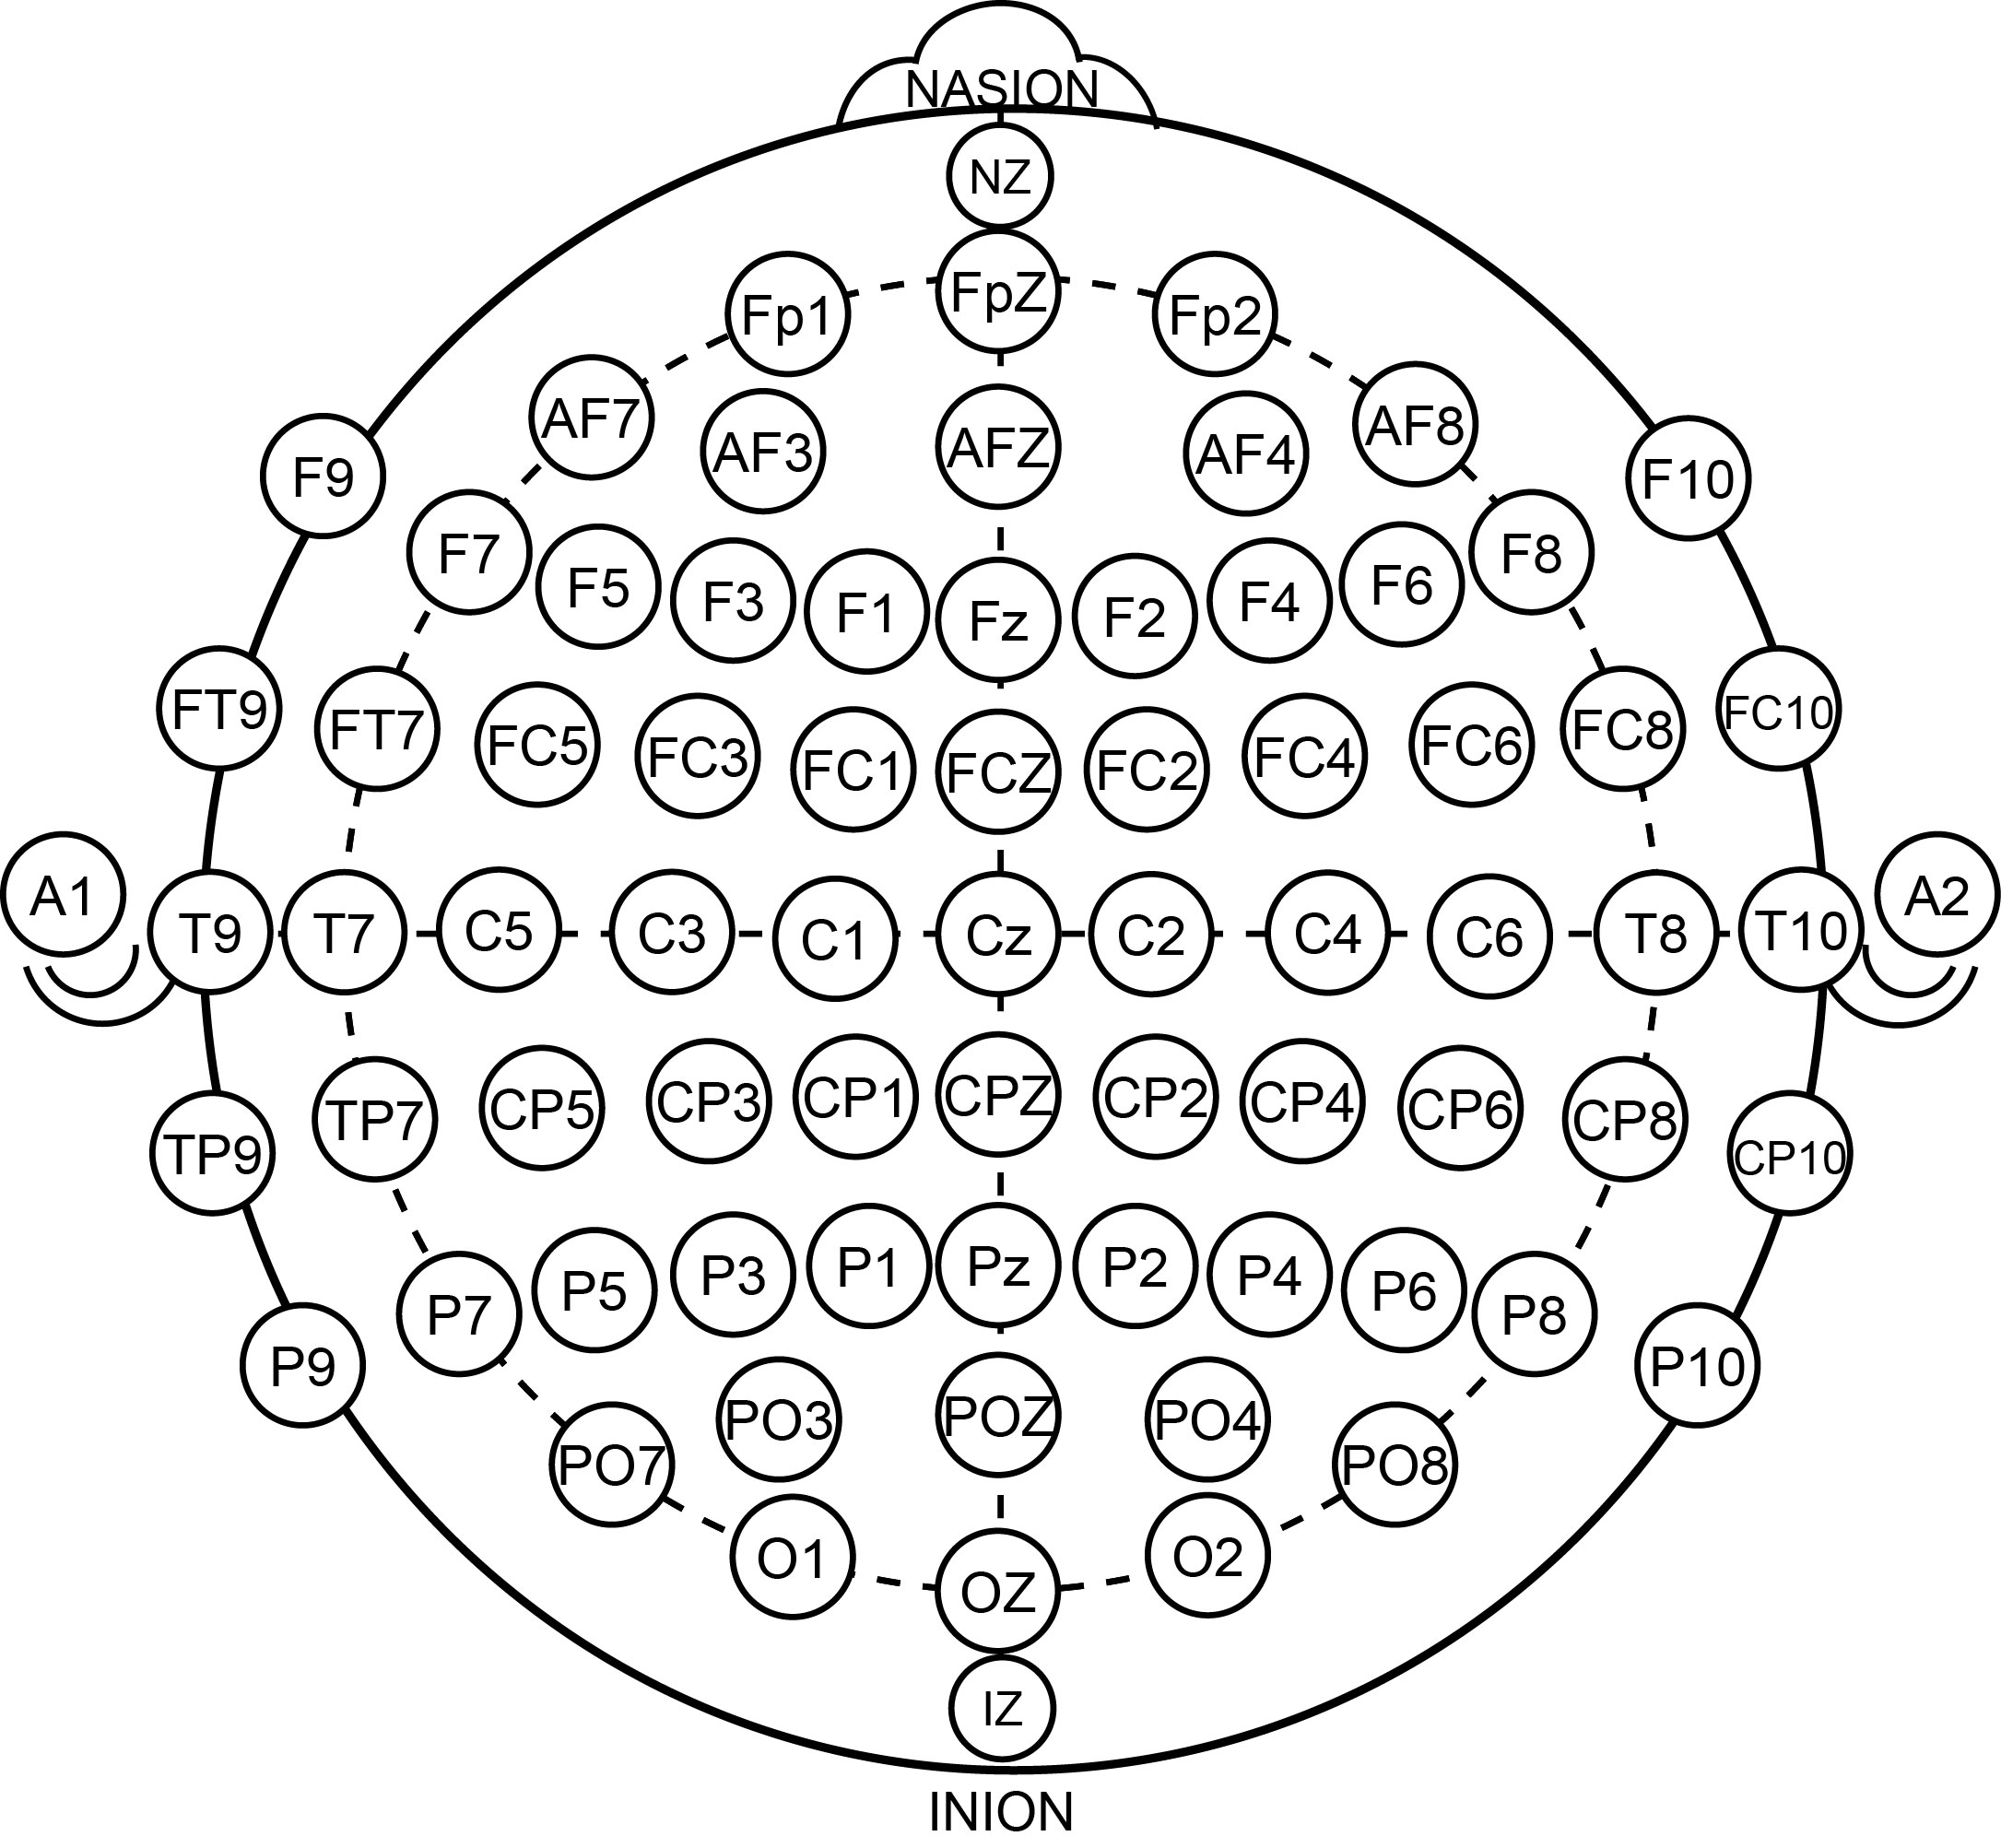 NASION
NZ
Fp1 FpZ Fp2
AF7 AF3 AFZ AF4 AF8
F9 F7 F5 F3 F1 Fz F2 F4 F6 F8 F10
FT9 FT7 FC5 FC3 FC1 FCZ FC2 FC4 FC6 FC8 FC10
A1 T9 T7 C5 C3 C1 Cz C2 C4 C6 T8 T10 A2
TP9 TP7 CP5 CP3 CP1 CPZ CP2 CP4 CP6 CP8 CP10
P9 P7 P5 P3 P1 Pz P2 P4 P6 P8 P10
PO7 PO3 POZ PO4 PO8
O1 OZ O2
IZ
INION